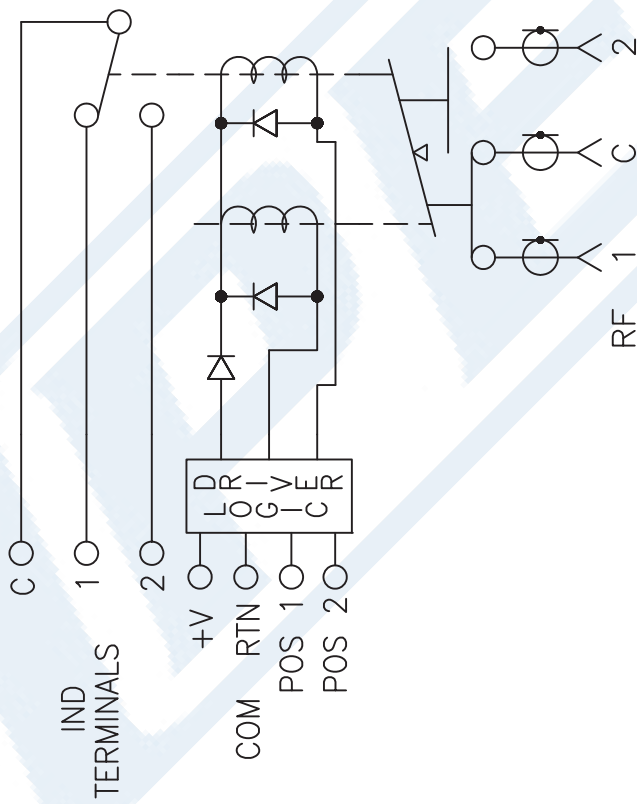 C
1
2
IND
TERMINALS
+V
COM RTN
POS 1
POS 2
LOGIC
DRIVER
RF
1
C
2